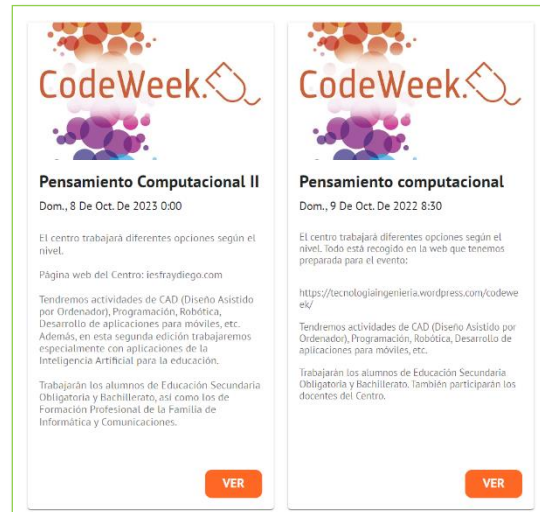 CodeWeek.
Pensamiento Computacional II
Dom., 8 De Oct. De 2023 0:00
El centro trabajará diferentes opciones según el
nivel.
Página web del Centro: iesfraydiego.com
Tendremos actividades de CAD (Diseño Asistido
por Ordenador), Programación, Robótica,
Desarrollo de aplicaciones para móviles, etc.
Además, en esta segunda edición trabajaremos
especialmente con aplicaciones de la
Inteligencia Artificial para la educación.
Trabajarán los alumnos de Educación Secundaria
Obligatoria y Bachillerato, así como los de
Formación Profesional de la Familia de
Informática y Comunicaciones.
VER
CodeWeek.
Pensamiento computacional
Dom., 9 De Oct. De 2022 8:30
El centro trabajará diferentes opciones según el
nivel. Todo está recogido en la web que tenemos
preparada para el evento:
https://tecnologiaingenieria.wordpress.com/codewe
ek/
Tendremos actividades de CAD (Diseño Asistido por
Ordenador), Programación, Robótica, Desarrollo de
aplicaciones para móviles, etc.
Trabajarán los alumnos de Educación Secundaria
Obligatoria y Bachillerato. También participarán los
docentes del Centro.
VER